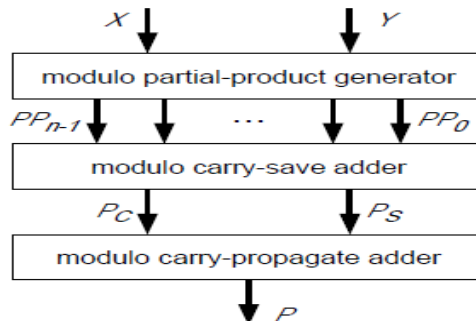 X Y
modulo partial-product generator
PPn-1 ... PP0
modulo carry-save adder
PC PS
modulo carry-propagate adder
P